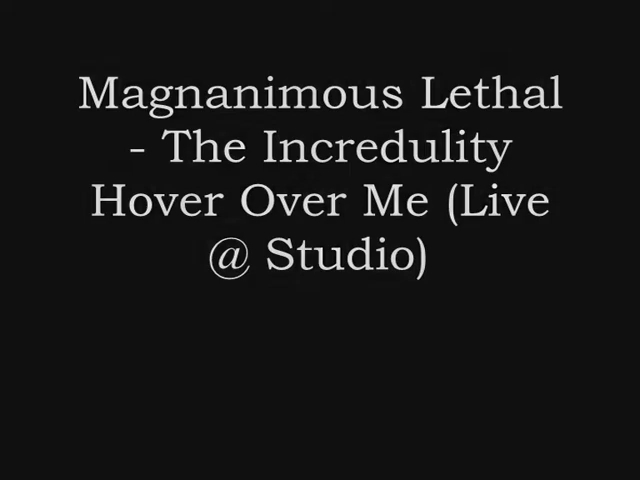 Magnanimous Lethal
- The Incredulity
Hover Over Me (Live
@ Studio)